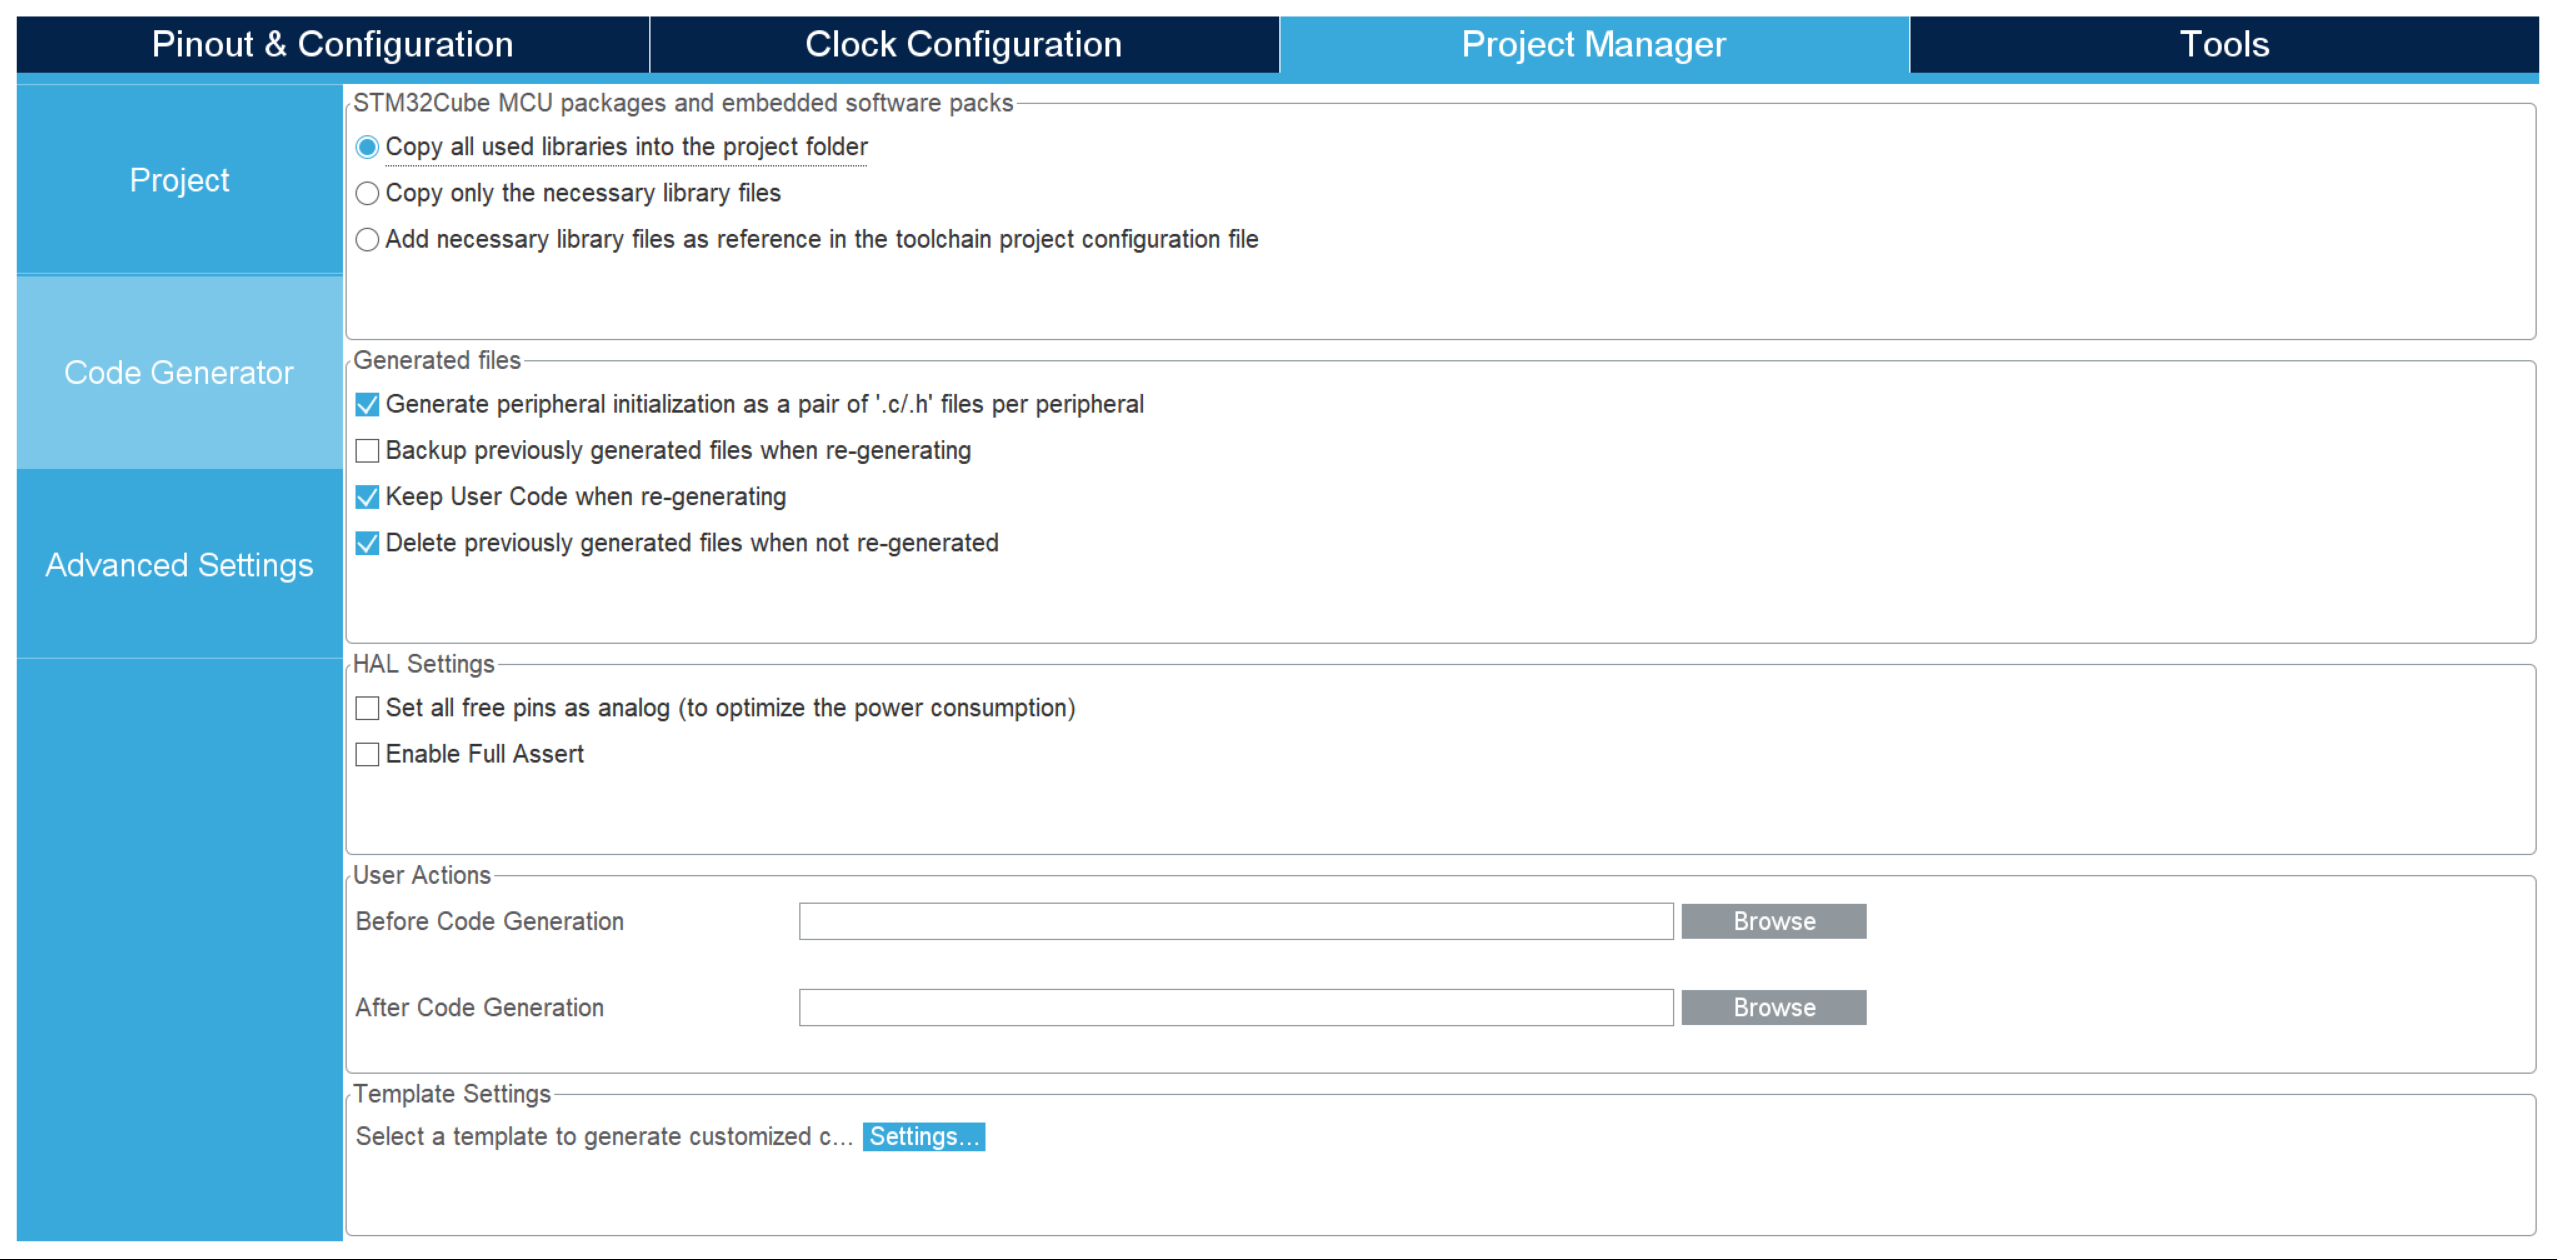 Pinout & Configuration
Clock Configuration
Project Manager
Tools
Project
Code Generator
Advanced Settings
STM32Cube MCU packages and embedded software packs
Copy all used libraries into the project folder
Copy only the necessary library files
Add necessary library files as reference in the toolchain project configuration file
Generated files
Generate peripheral initialization as a pair of '.c/.h' files per peripheral
Backup previously generated files when re-generating
Keep User Code when re-generating
Delete previously generated files when not re-generated
HAL Settings
Set all free pins as analog (to optimize the power consumption)
Enable Full Assert
User Actions
Before Code Generation
Browse
After Code Generation
Browse
Template Settings
Select a template to generate customized c...
Settings...